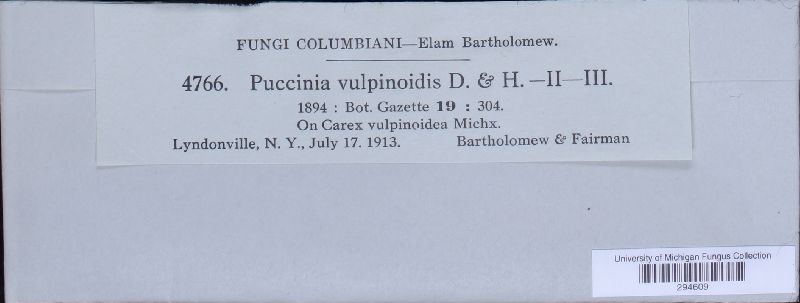 FUNGI COLUMBIANI—Elam Bartholomew.
4766. Puccinia vulpinoidis D. & H. —II—III.
1894 : Bot. Gazette 19 : 304.
On Carex vulpinoidea Michx.
Lyndonville, N. Y., July 17. 1913. Bartholomew & Fairman
University of Michigan Fungus Collection
294609